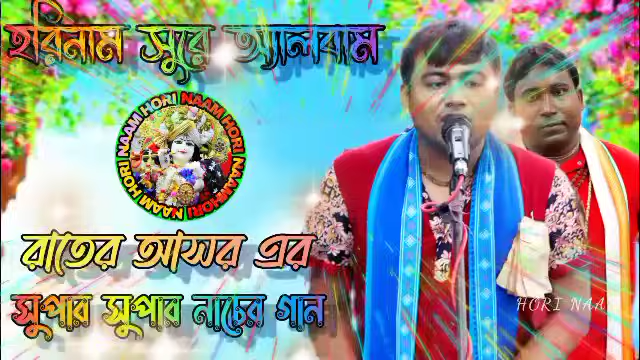 হরিনাম সুরে অ্যালবাম
HORI NAAM HORI NAAM HORI NAAM HORI NAAM
রাতের আসর এর
সুপার সুপার নাচের গান
HORI NAA